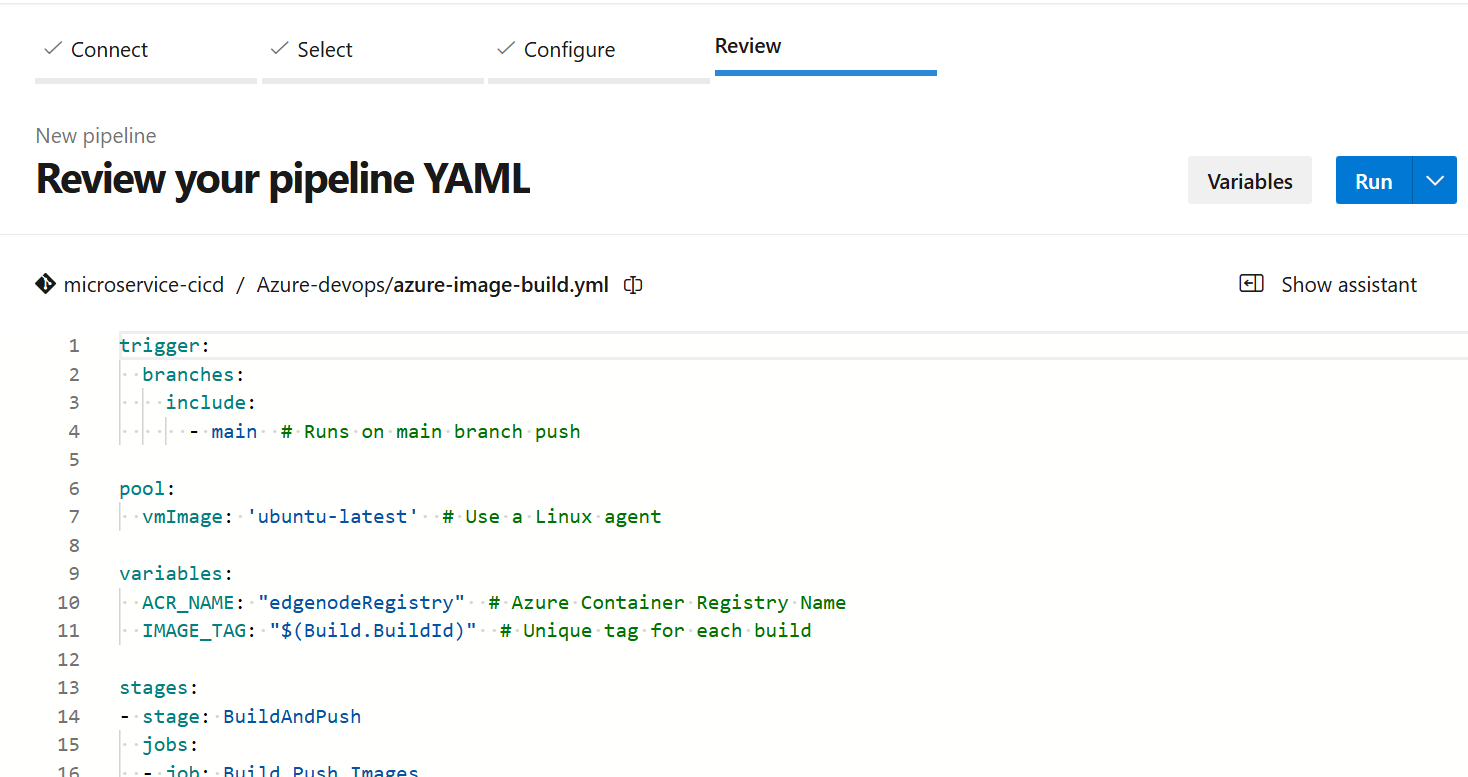 Connect
Select
Configure
Review
New pipeline
Review your pipeline YAML
Variables
Run
microservice-cicd / Azure-devops/azure-image-build.yml
Show assistant
1 trigger:
2   branches:
3     include:
4       - main  # Runs on main branch push
5
6 pool:
7   vmImage: 'ubuntu-latest'  # Use a Linux agent
8
9 variables:
10   ACR_NAME: "edgenodeRegistry"  # Azure Container Registry Name
11   IMAGE_TAG: "$(Build.BuildId)"  # Unique tag for each build
12
13 stages:
14 - stage: BuildAndPush
15   jobs:
16   - job: Build_Push_Images